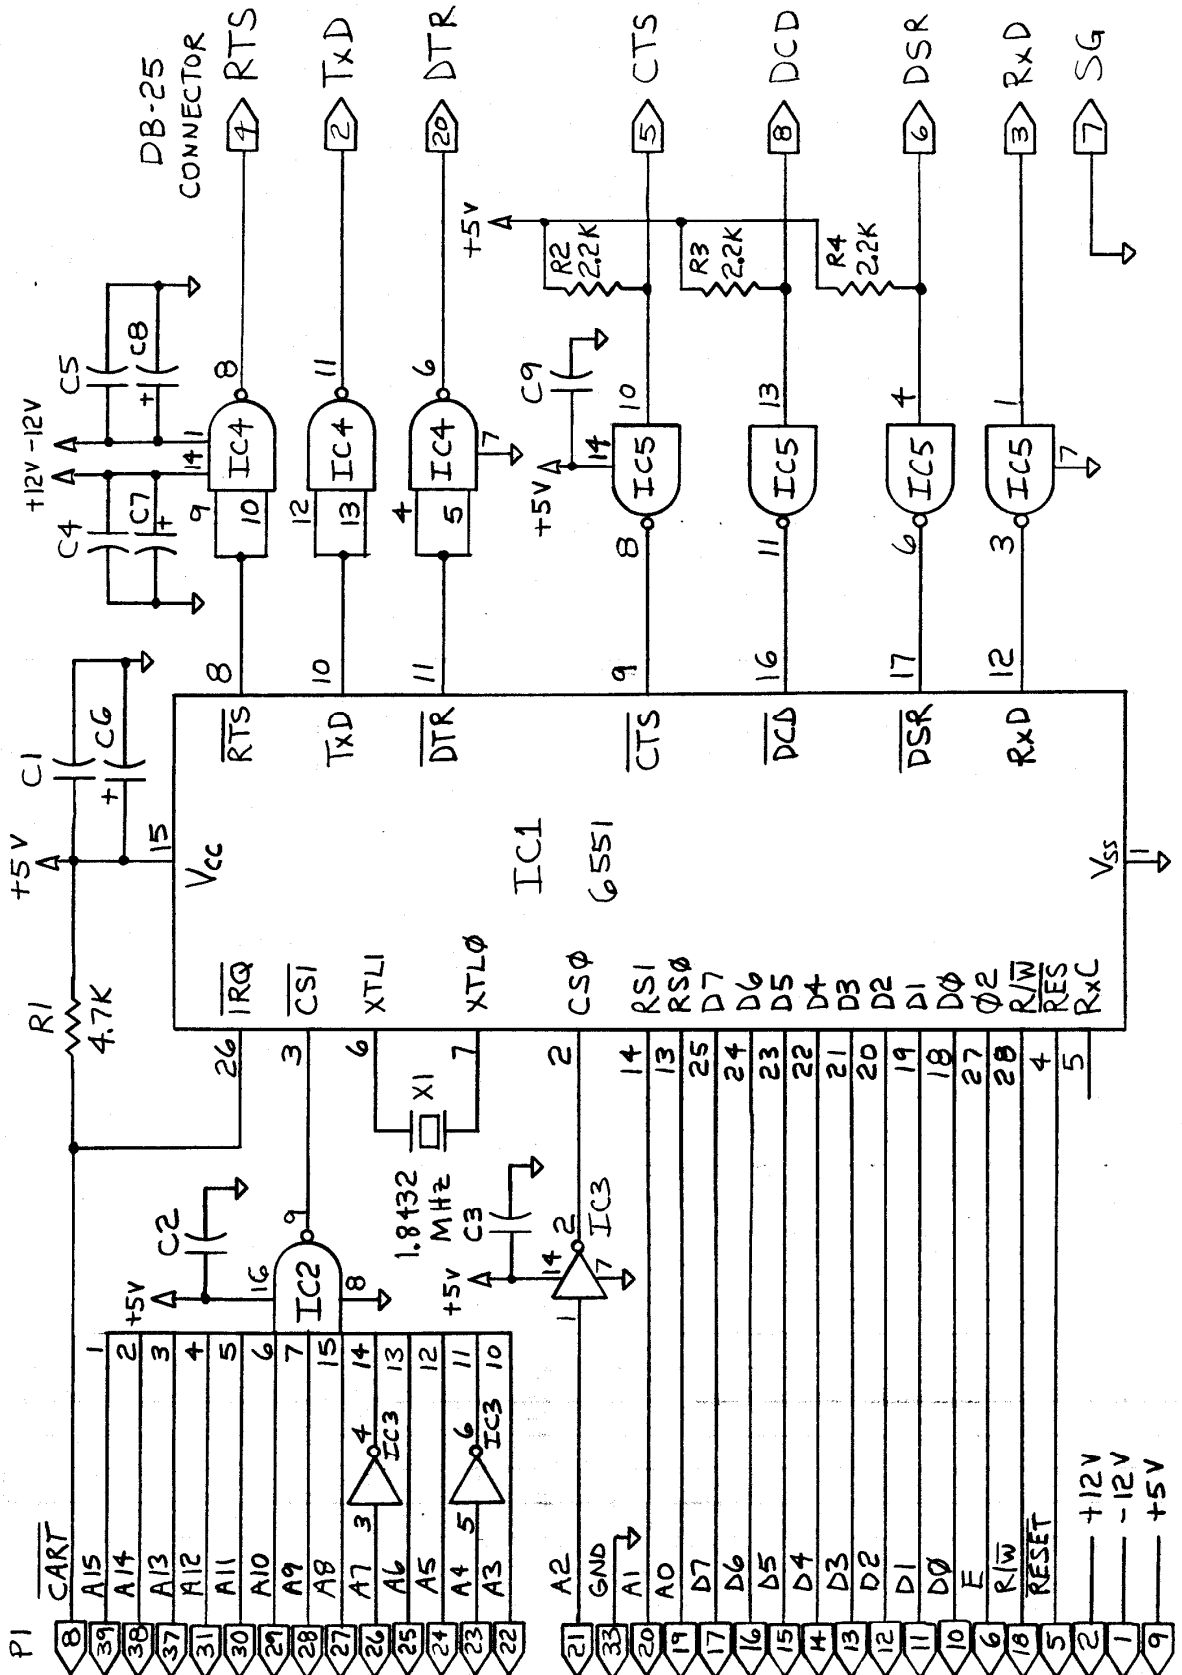 P1
8 CART
39 A15 1
38 A14 2
37 A13 3
31 A12 4
30 A11 5
29 A10 6
28 A9 7
27 A8 15
26 A7 3 4 IC3 14
25 A6 13
24 A5 12
23 A4 5 6 IC3 11
22 A3 10
+5V
C2
16
IC2
8
9
R1
4.7K
+5V
C1
C6
+
15
Vcc
26 IRQ
3 CS1
6 XTL1
X1
1.8432
MHz
7 XTLØ
+5V
C3
14
1 2
IC3
7
21 A2
33 GND
2 CSØ
20 A1 14 RS1
19 AO 13 RSØ
17 D7 25 D7
16 D6 24 D6
15 D5 23 D5
14 D4 22 D4
13 D3 21 D3
12 D2 20 D2
11 D1 19 D1
10 DØ 18 DØ
6 E 27 Ø2
18 R/W 28 R/W
5 RESET 4 RES
5 RxC
2 +12V
1 -12V
9 +5V
IC1
6551
Vss
1
RTS 8
TxD 10
DTR 11
CTS 9
DCD 16
DSR 17
RxD 12
+12V -12V
C4
C7
+
C5
C8
+
14 1
9
10
IC4
8
12
13
IC4
11
4
5
IC4
6
7
DB-25
CONNECTOR
4 RTS
2 TxD
20 DTR
+5V
C9
14
8 IC5 10
11 IC5 13
6 IC5 4
3 IC5 1
7
+5V
R2
2.2K
R3
2.2K
R4
2.2K
5 CTS
8 DCD
6 DSR
3 RxD
7 SG